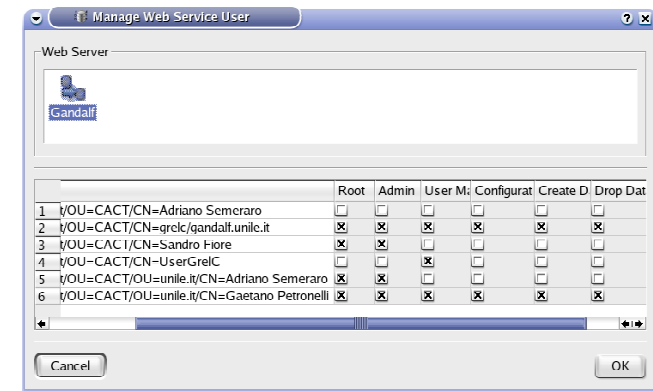 Manage Web Service User
Web Server
Gandalf
Root Admin User Ma Configurat Create D Drop Dat
1 t/OU=CACT/CN=Adriano Semeraro
2 t/OU=CACT/CN=grelc/gandalf.unile.it
3 t/OU=CACT/CN=Sandro Fiore
4 t/OU=CACT/CN=UserGrelC
5 t/OU=CACT/OU=unile.it/CN=Adriano Semeraro
6 t/OU=CACT/OU=unile.it/CN=Gaetano Petronelli
Cancel OK